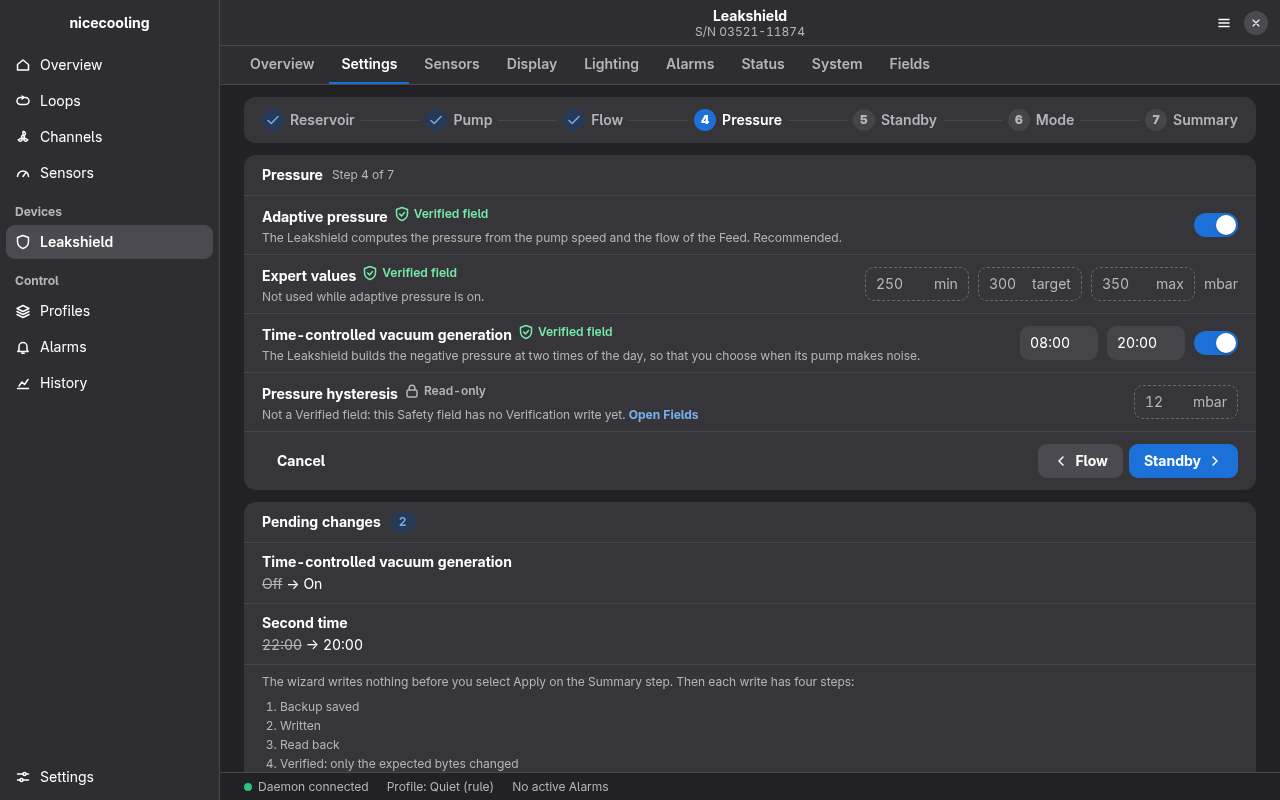 nicecooling
Leakshield
S/N 03521-11874
Overview
Loops
Channels
Sensors
Devices
Leakshield
Control
Profiles
Alarms
History
Settings
Overview Settings Sensors Display Lighting Alarms Status System Fields
Reservoir Pump Flow 4 Pressure 5 Standby 6 Mode 7 Summary
Pressure Step 4 of 7
Adaptive pressure Verified field
The Leakshield computes the pressure from the pump speed and the flow of the Feed. Recommended.
Expert values Verified field
Not used while adaptive pressure is on.
250 min 300 target 350 max mbar
Time-controlled vacuum generation Verified field
The Leakshield builds the negative pressure at two times of the day, so that you choose when its pump makes noise.
08:00 20:00
Pressure hysteresis Read-only
Not a Verified field: this Safety field has no Verification write yet. Open Fields
12 mbar
Cancel Flow Standby
Pending changes 2
Time-controlled vacuum generation
Off → On
Second time
22:00 → 20:00
The wizard writes nothing before you select Apply on the Summary step. Then each write has four steps:
1. Backup saved
2. Written
3. Read back
4. Verified: only the expected bytes changed
Daemon connected Profile: Quiet (rule) No active Alarms